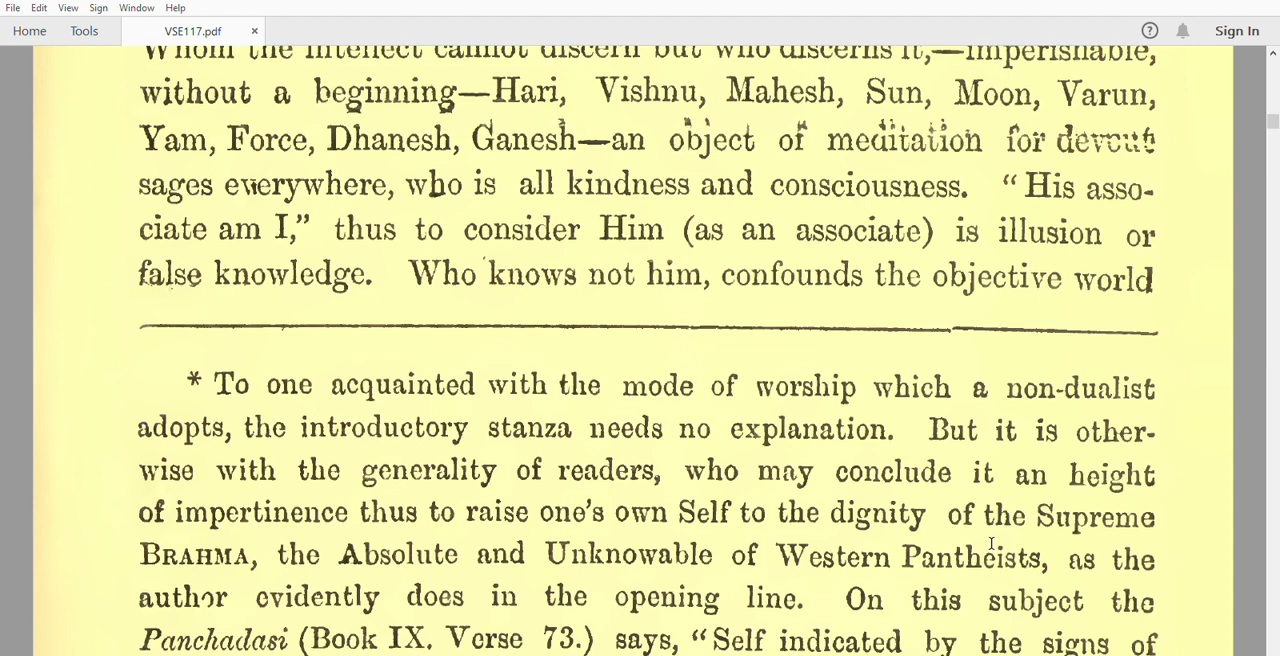 File Edit View Sign Window Help
Home Tools VSE117.pdf × ? Sign In
Whom the intellect cannot discern but who discerns it,—imperishable,
without a beginning—Hari, Vishnu, Mahesh, Sun, Moon, Varun,
Yam, Force, Dhanesh, Ganesh—an object of meditation for devout
sages everywhere, who is all kindness and consciousness. “His asso-
ciate am I,” thus to consider Him (as an associate) is illusion or
false knowledge. Who knows not him, confounds the objective world
* To one acquainted with the mode of worship which a non-dualist
adopts, the introductory stanza needs no explanation. But it is other-
wise with the generality of readers, who may conclude it an height
of impertinence thus to raise one’s own Self to the dignity of the Supreme
BRAHMA, the Absolute and Unknowable of Western Pantheists, as the
author evidently does in the opening line. On this subject the
Panchadasi (Book IX. Verse 73.) says, “Self indicated by the signs of